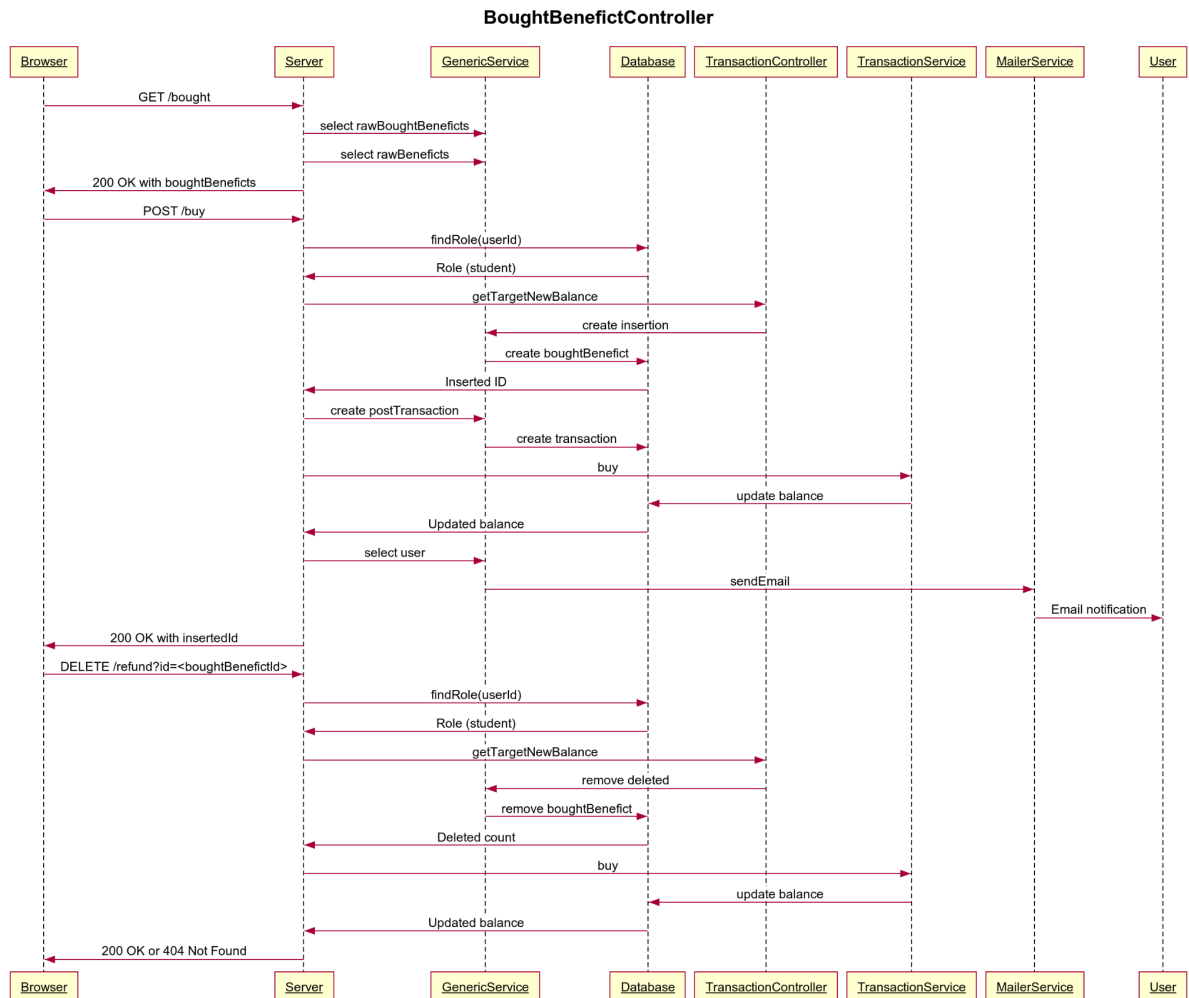 BoughtBenefictController
Browser
Server
GenericService
Database
TransactionController
TransactionService
MailerService
User
GET /bought
select rawBoughtBeneficts
select rawBeneficts
200 OK with boughtBeneficts
POST /buy
findRole(userId)
Role (student)
getTargetNewBalance
create insertion
create boughtBenefict
Inserted ID
create postTransaction
create transaction
buy
update balance
Updated balance
select user
sendEmail
Email notification
200 OK with insertedId
DELETE /refund?id=<boughtBenefictId>
findRole(userId)
Role (student)
getTargetNewBalance
remove deleted
remove boughtBenefict
Deleted count
buy
update balance
Updated balance
200 OK or 404 Not Found
Browser
Server
GenericService
Database
TransactionController
TransactionService
MailerService
User